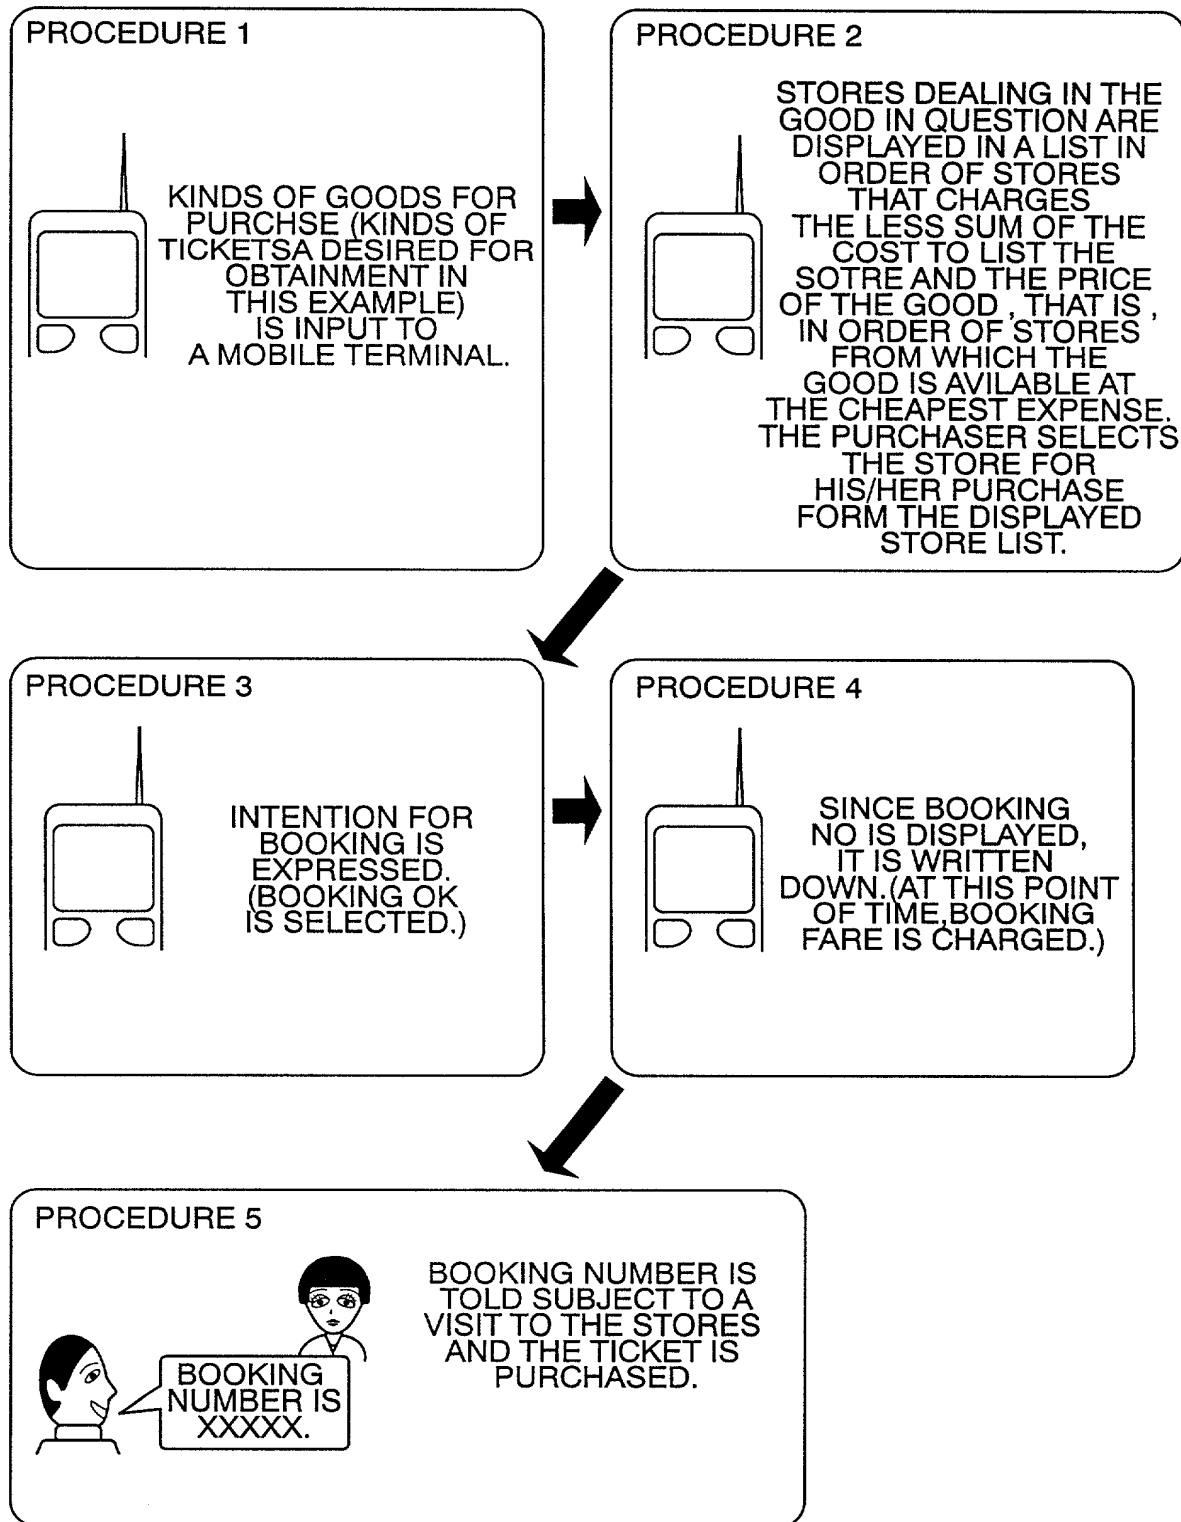 PROCEDURE 1
KINDS OF GOODS FOR
PURCHSE (KINDS OF
TICKETSA DESIRED FOR
OBTAINMENT IN
THIS EXAMPLE)
IS INPUT TO
A MOBILE TERMINAL.
PROCEDURE 2
STORES DEALING IN THE
GOOD IN QUESTION ARE
DISPLAYED IN A LIST IN
ORDER OF STORES
THAT CHARGES
THE LESS SUM OF THE
COST TO LIST THE
SOTRE AND THE PRICE
OF THE GOOD , THAT IS ,
IN ORDER OF STORES
FROM WHICH THE
GOOD IS AVILABLE AT
THE CHEAPEST EXPENSE.
THE PURCHASER SELECTS
THE STORE FOR
HIS/HER PURCHASE
FORM THE DISPLAYED
STORE LIST.
PROCEDURE 3
INTENTION FOR
BOOKING IS
EXPRESSED.
(BOOKING OK
IS SELECTED.)
PROCEDURE 4
SINCE BOOKING
NO IS DISPLAYED,
IT IS WRITTEN
DOWN.(AT THIS POINT
OF TIME,BOOKING
FARE IS CHARGED.)
PROCEDURE 5
BOOKING
NUMBER IS
XXXXX.
BOOKING NUMBER IS
TOLD SUBJECT TO A
VISIT TO THE STORES
AND THE TICKET IS
PURCHASED.